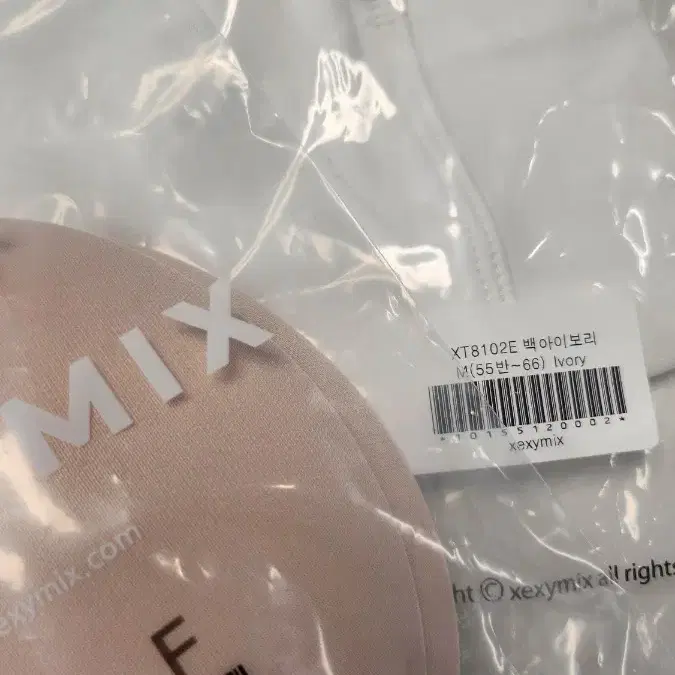 MIX
XT8102E 백아이보리
M(55반~66) Ivory
*10155120002*
xexymix
xexymix.com
ht © xexymix all rights
F